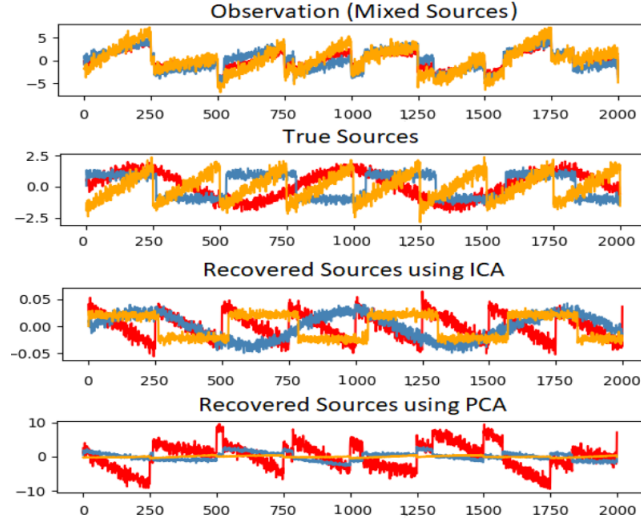 Observation (Mixed Sources)
5
0
−5
0 250 500 750 1000 1250 1500 1750 2000
True Sources
2.5
0.0
−2.5
0 250 500 750 1000 1250 1500 1750 2000
Recovered Sources using ICA
0.05
0.00
−0.05
0 250 500 750 1000 1250 1500 1750 2000
Recovered Sources using PCA
10
0
−10
0 250 500 750 1000 1250 1500 1750 2000